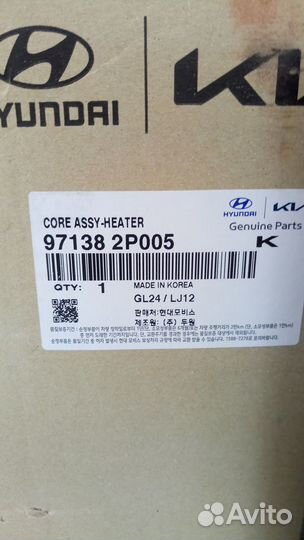 HYUNDAI
KIA
CORE ASSY-HEATER
HYUNDAI KIA
97138 2P005
Genuine Parts
K
QTY: 1 MADE IN KOREA
GL24 / LJ12
판매처:현대모비스
제조원: (주) 두원
Avito